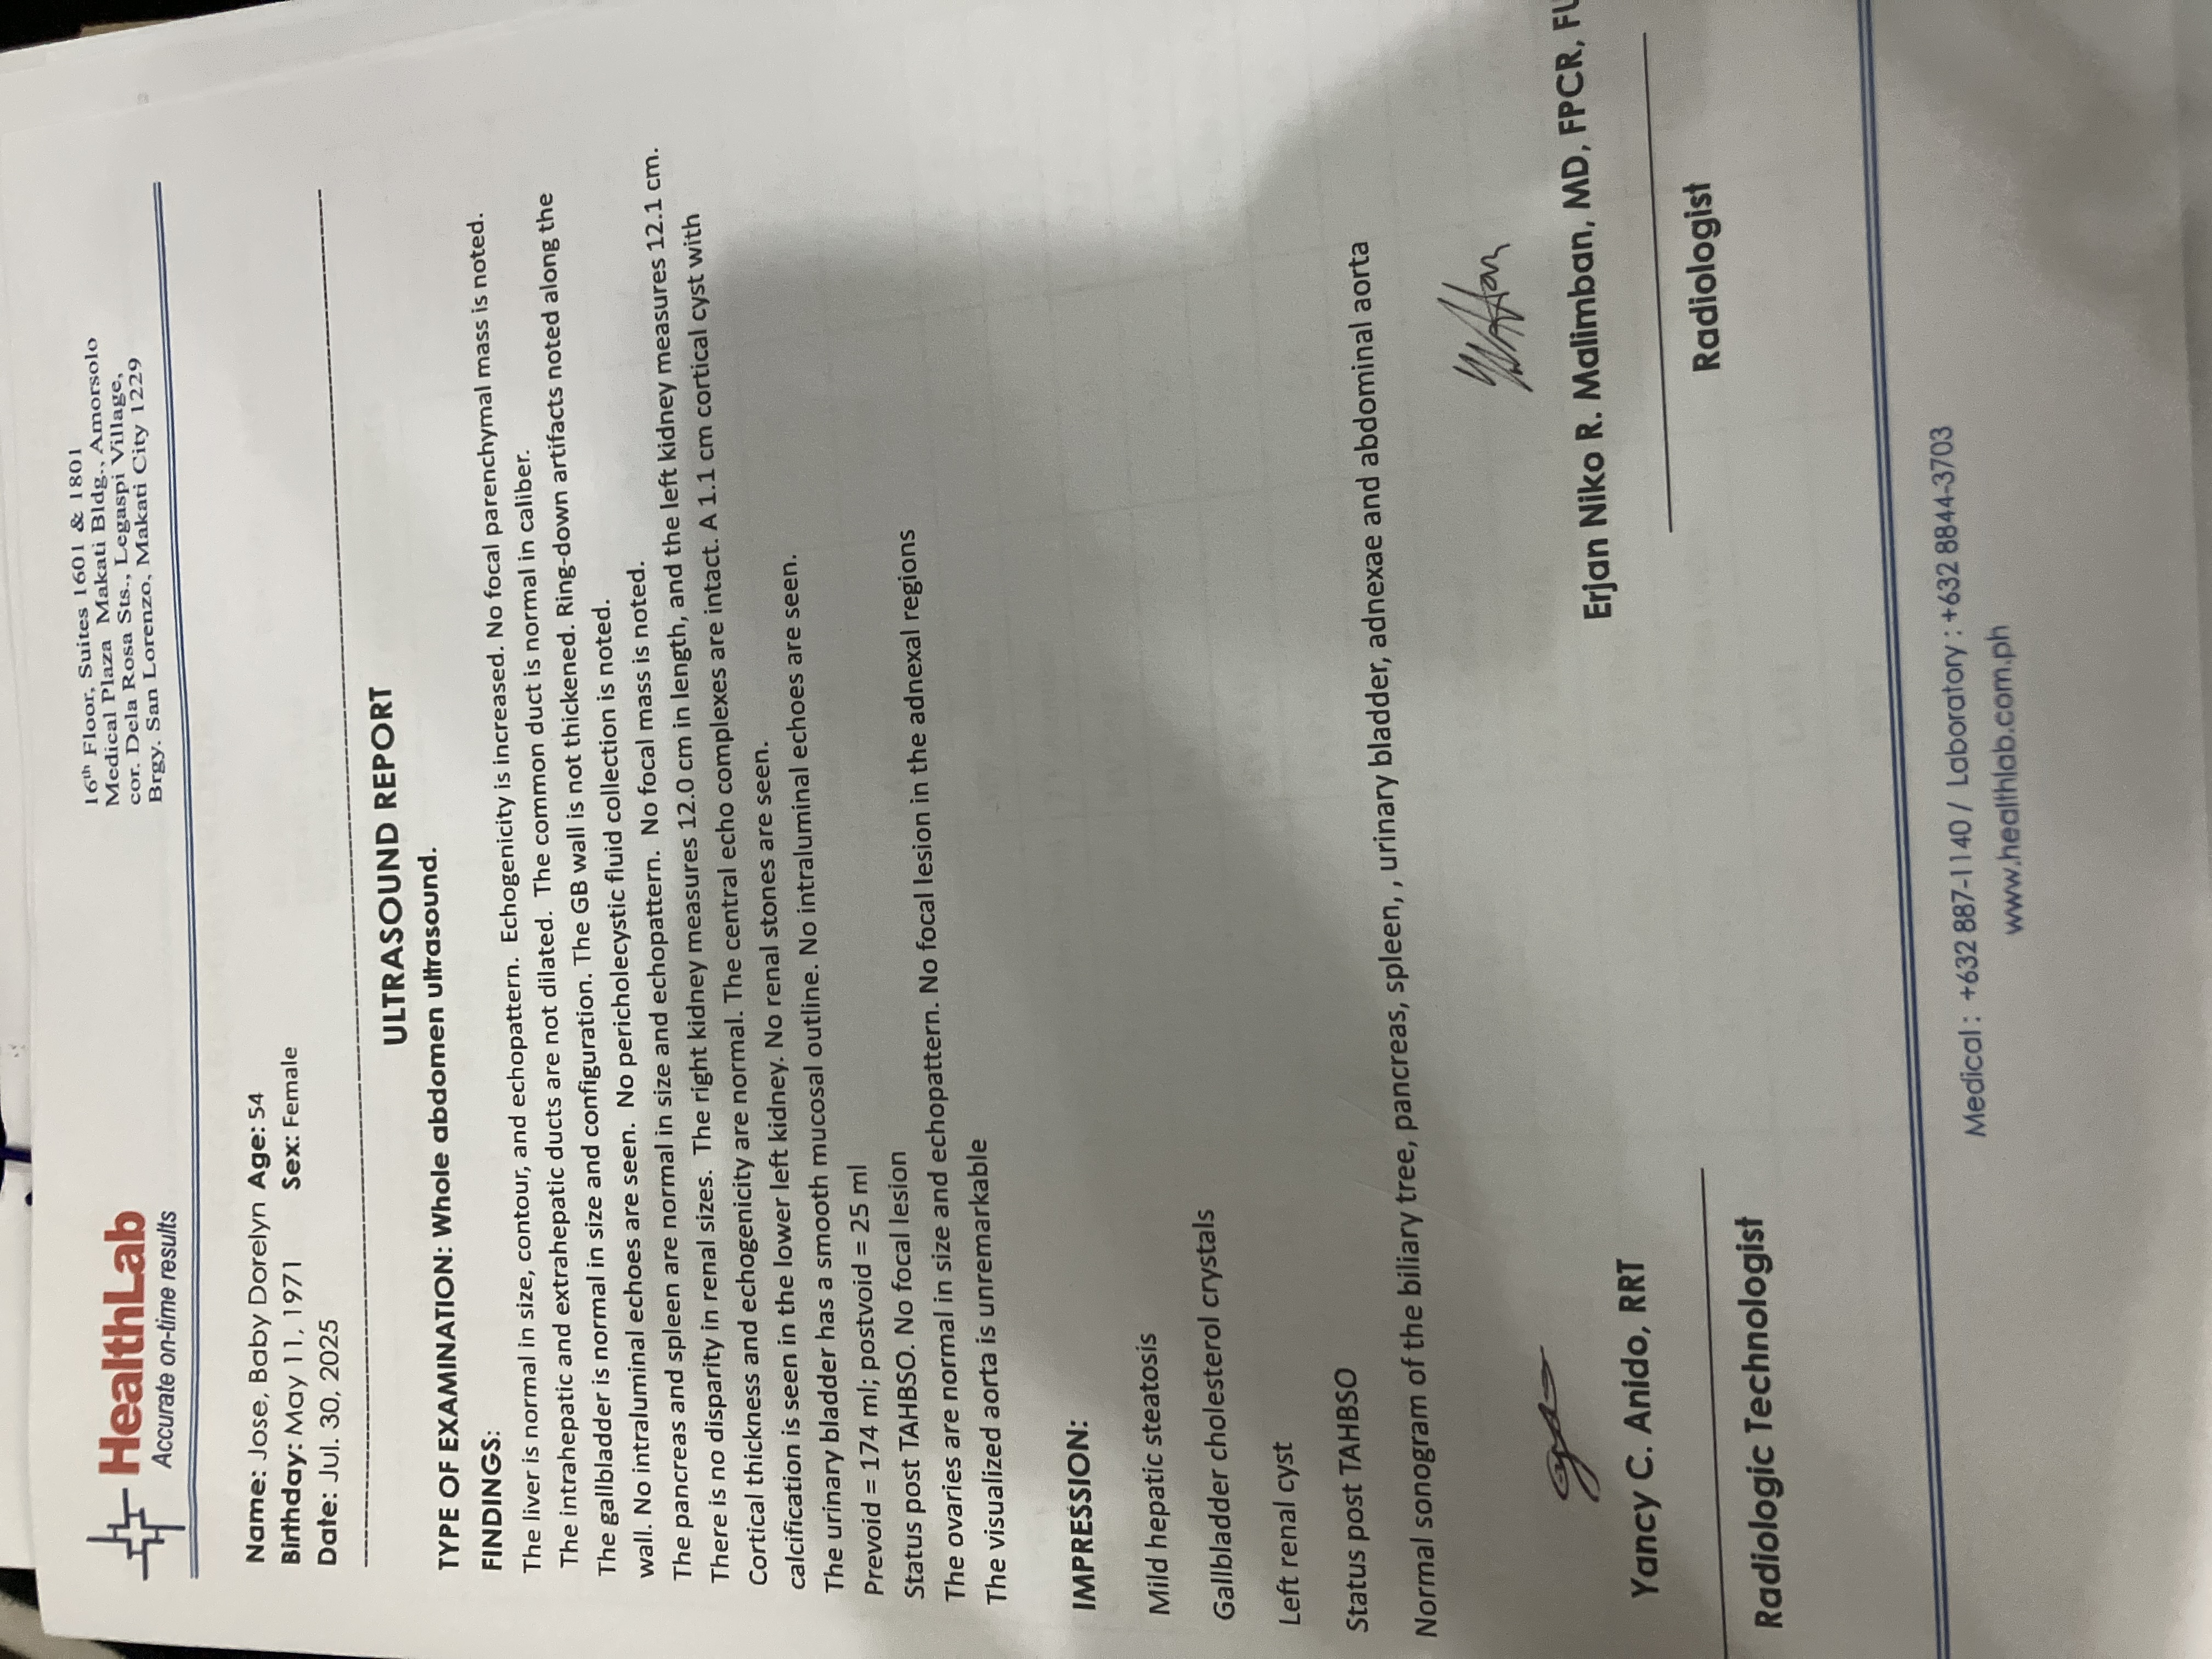 HealthLab
Accurate on-time results
16th Floor, Suites 1601 & 1801
Medical Plaza Makati Bldg., Amorsolo
cor. Dela Rosa Sts., Legaspi Village,
Brgy. San Lorenzo, Makati City 1229
Name: Jose, Baby Dorelyn Age: 54
Birthday: May 11, 1971 Sex: Female
Date: Jul. 30, 2025
ULTRASOUND REPORT
TYPE OF EXAMINATION: Whole abdomen ultrasound.
FINDINGS:
The liver is normal in size, contour, and echopattern. Echogenicity is increased. No focal parenchymal mass is noted.
The intrahepatic and extrahepatic ducts are not dilated. The common duct is normal in caliber.
The gallbladder is normal in size and configuration. The GB wall is not thickened. Ring-down artifacts noted along the
wall. No intraluminal echoes are seen. No pericholecystic fluid collection is noted.
The pancreas and spleen are normal in size and echopattern. No focal mass is noted.
There is no disparity in renal sizes. The right kidney measures 12.0 cm in length, and the left kidney measures 12.1 cm.
Cortical thickness and echogenicity are normal. The central echo complexes are intact. A 1.1 cm cortical cyst with
calcification is seen in the lower left kidney. No renal stones are seen.
The urinary bladder has a smooth mucosal outline. No intraluminal echoes are seen.
Prevoid = 174 ml; postvoid = 25 ml
Status post TAHBSO. No focal lesion
The ovaries are normal in size and echopattern. No focal lesion in the adnexal regions
The visualized aorta is unremarkable
IMPRESSION:
Mild hepatic steatosis
Gallbladder cholesterol crystals
Left renal cyst
Status post TAHBSO
Normal sonogram of the biliary tree, pancreas, spleen, , urinary bladder, adnexae and abdominal aorta
Yancy C. Anido, RRT
Radiologic Technologist
Erjan Niko R. Malimban, MD, FPCR, FU
Radiologist
Medical : +632 887-1140 / Laboratory : +632 8844-3703
www.healthlab.com.ph